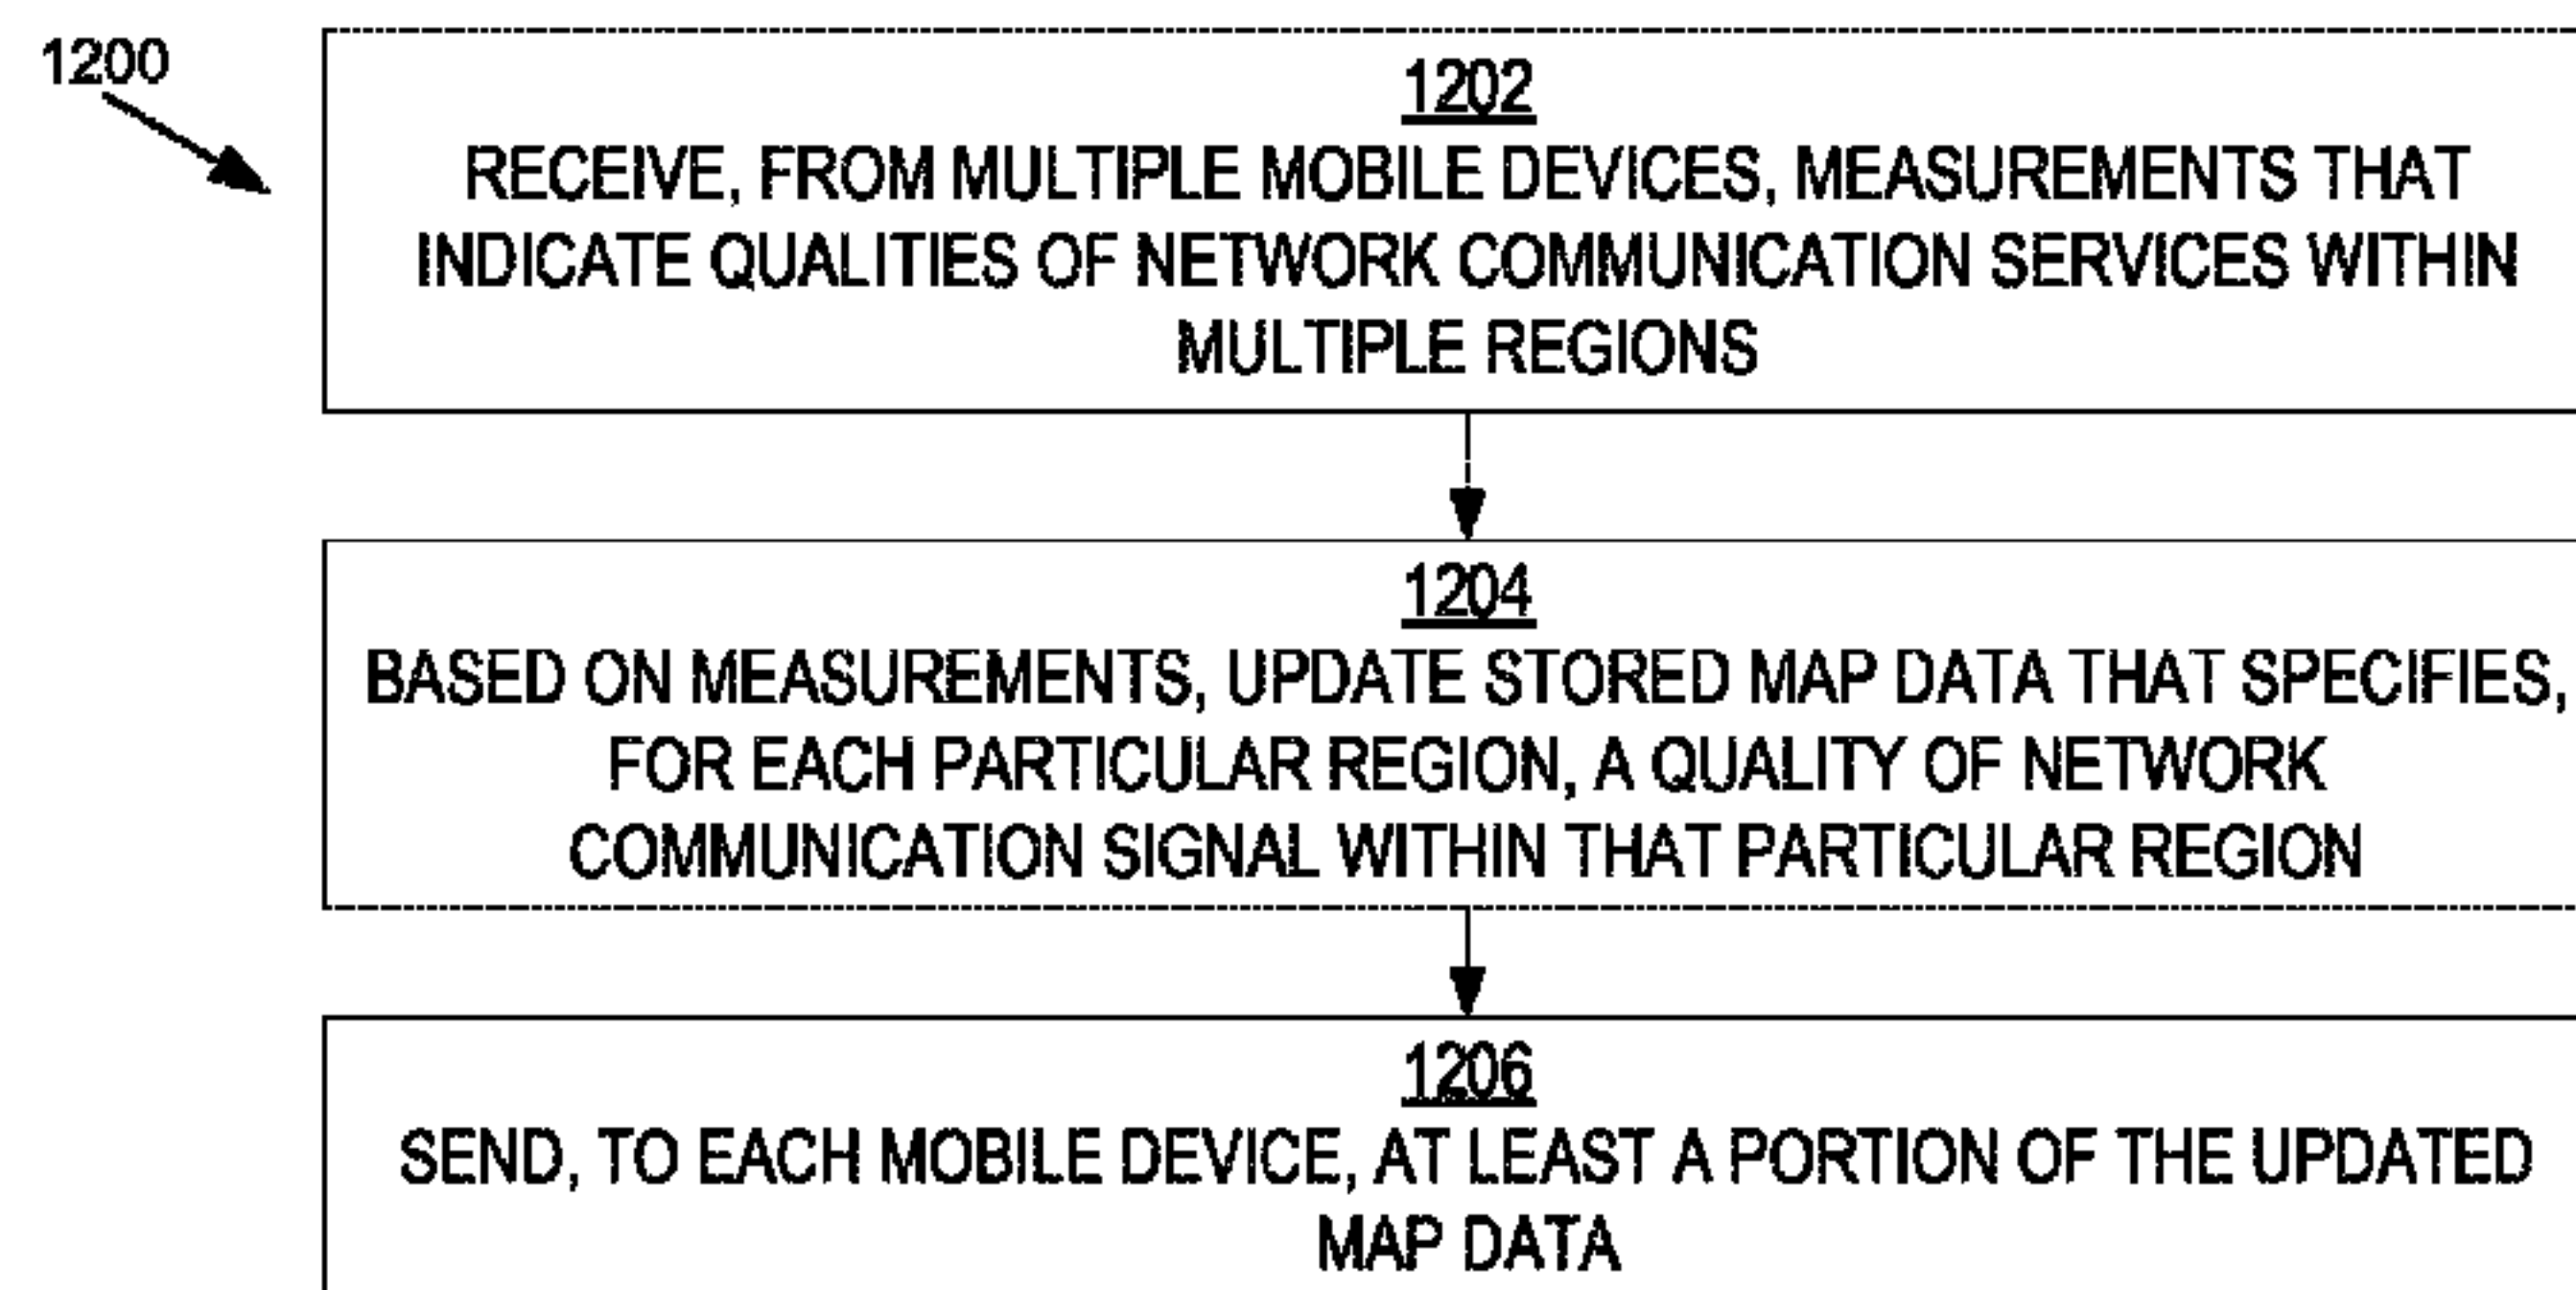 1200
1202
RECEIVE, FROM MULTIPLE MOBILE DEVICES, MEASUREMENTS THAT
INDICATE QUALITIES OF NETWORK COMMUNICATION SERVICES WITHIN
MULTIPLE REGIONS
1204
BASED ON MEASUREMENTS, UPDATE STORED MAP DATA THAT SPECIFIES,
FOR EACH PARTICULAR REGION, A QUALITY OF NETWORK
COMMUNICATION SIGNAL WITHIN THAT PARTICULAR REGION
1206
SEND, TO EACH MOBILE DEVICE, AT LEAST A PORTION OF THE UPDATED
MAP DATA